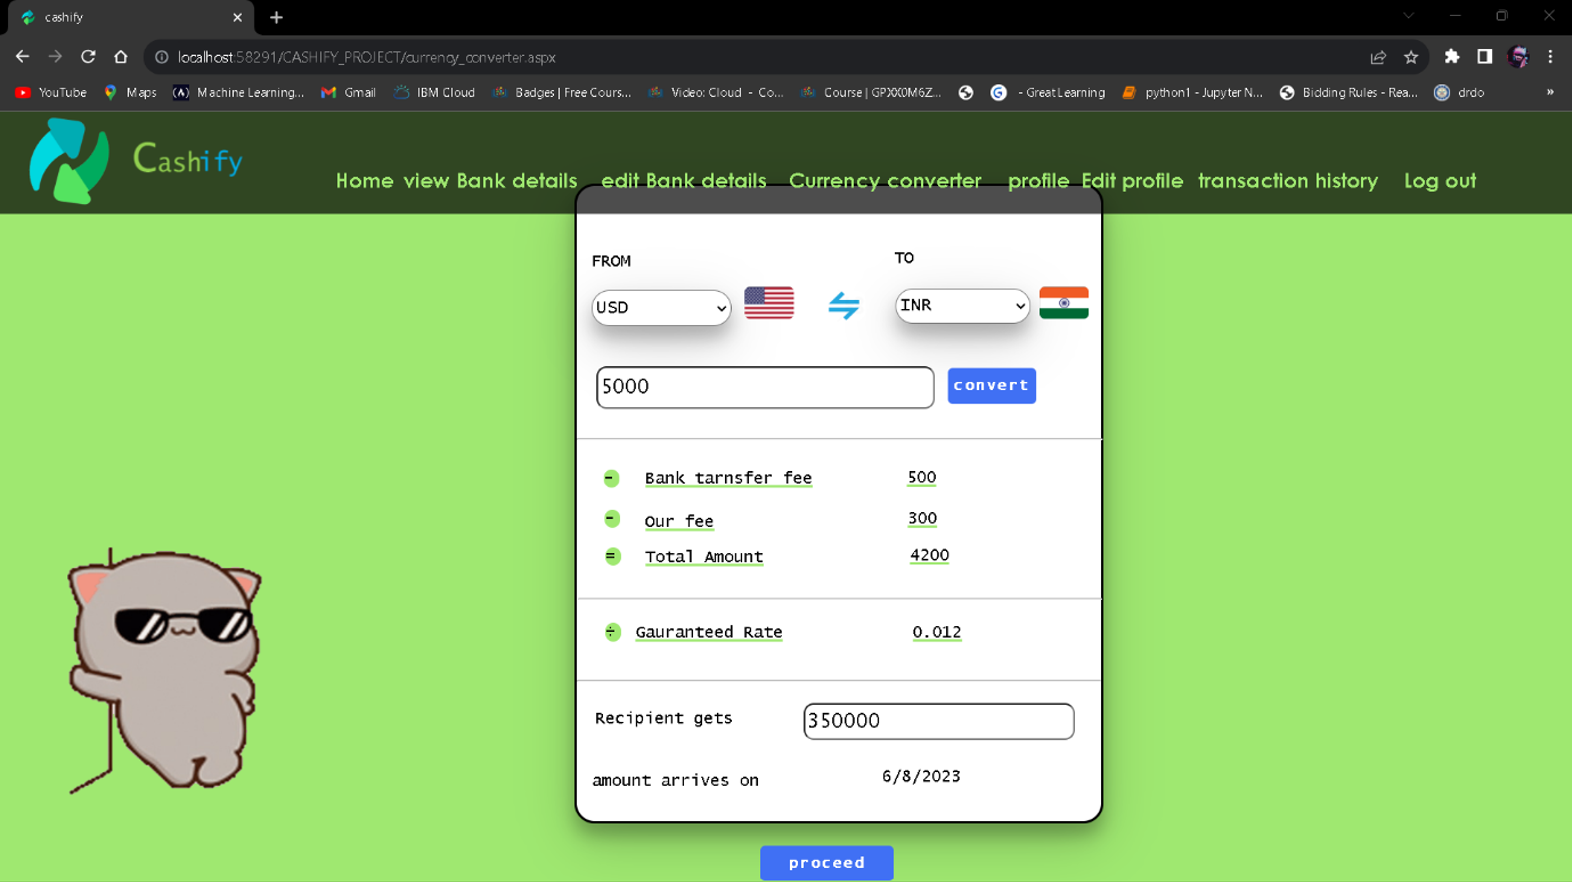 cashify
localhost:58291/CASHIFY_PROJECT/currency_converter.aspx
YouTube Maps Machine Learning... Gmail IBM Cloud Badges | Free Cours... Video: Cloud - Co... Course | GPXX0M6Z... - Great Learning python1 - Jupyter N... Bidding Rules - Rea... drdo »
Cashify
Home view Bank details edit Bank details Currency converter profile Edit profile transaction history Log out
FROM TO
USD INR
5000 convert
- Bank tarnsfer fee 500
- Our fee 300
= Total Amount 4200
÷ Gauranteed Rate 0.012
Recipient gets 350000
amount arrives on 6/8/2023
proceed